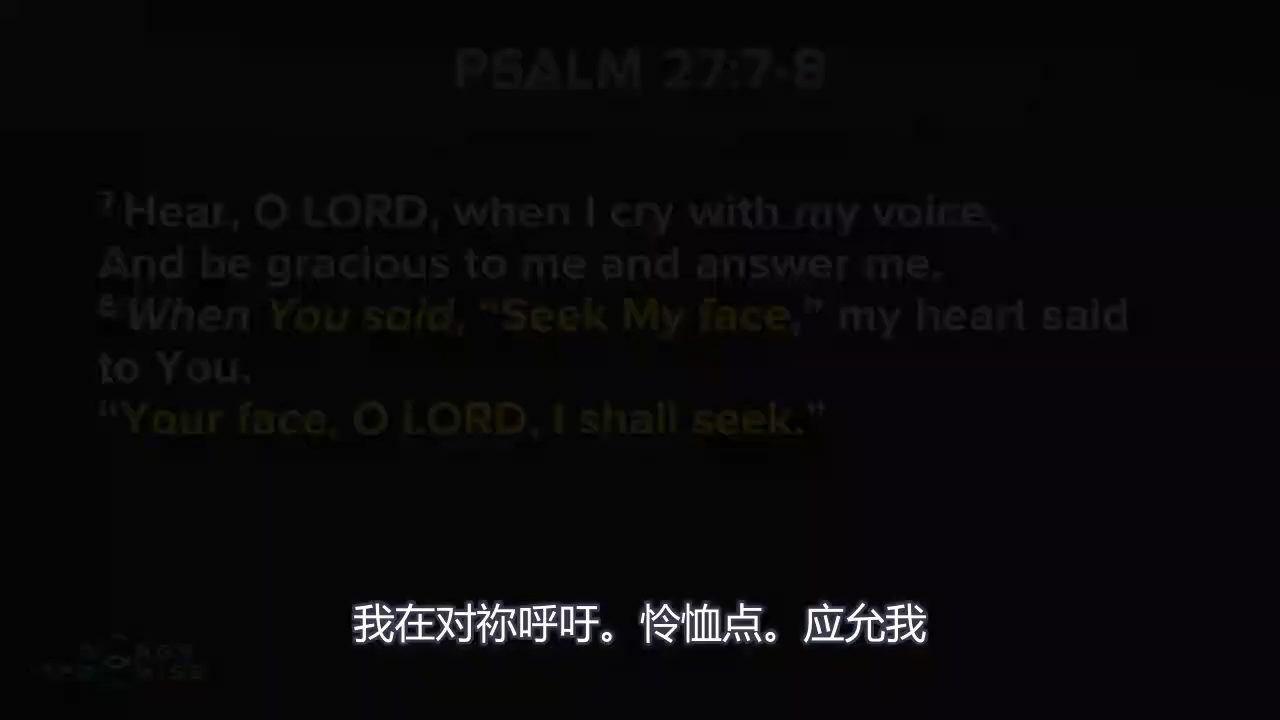 PSALM 27:7-8
7 Hear, O LORD, when I cry with my voice,
And be gracious to me and answer me.
8 When You said, “Seek My face,” my heart said
to You,
“Your face, O LORD, I shall seek.”
我在对祢呼吁。怜恤点。应允我